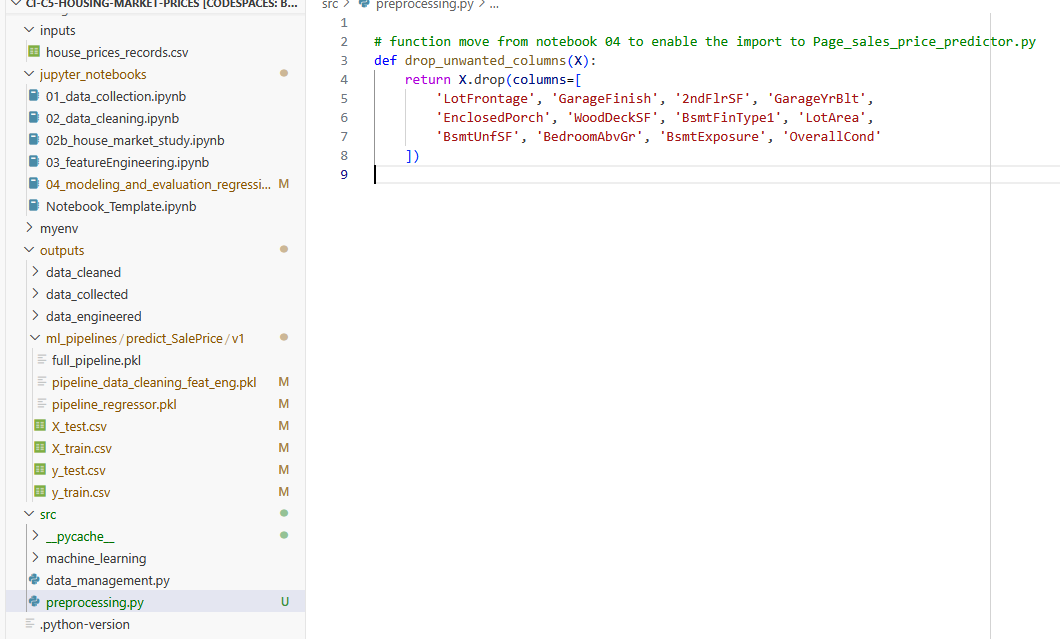 CI-C5-HOUSING-MARKET-PRICES [CODESPACES: B...
inputs
house_prices_records.csv
jupyter_notebooks
01_data_collection.ipynb
02_data_cleaning.ipynb
02b_house_market_study.ipynb
03_featureEngineering.ipynb
04_modeling_and_evaluation_regressi... M
Notebook_Template.ipynb
myenv
outputs
data_cleaned
data_collected
data_engineered
ml_pipelines / predict_SalePrice / v1
full_pipeline.pkl
pipeline_data_cleaning_feat_eng.pkl M
pipeline_regressor.pkl M
X_test.csv M
X_train.csv M
y_test.csv M
y_train.csv M
src
__pycache__
machine_learning
data_management.py
preprocessing.py U
.python-version
src > preprocessing.py > ...
1
2 # function move from notebook 04 to enable the import to Page_sales_price_predictor.py
3 def drop_unwanted_columns(X):
4     return X.drop(columns=[
5         'LotFrontage', 'GarageFinish', '2ndFlrSF', 'GarageYrBlt',
6         'EnclosedPorch', 'WoodDeckSF', 'BsmtFinType1', 'LotArea',
7         'BsmtUnfSF', 'BedroomAbvGr', 'BsmtExposure', 'OverallCond'
8     ])
9